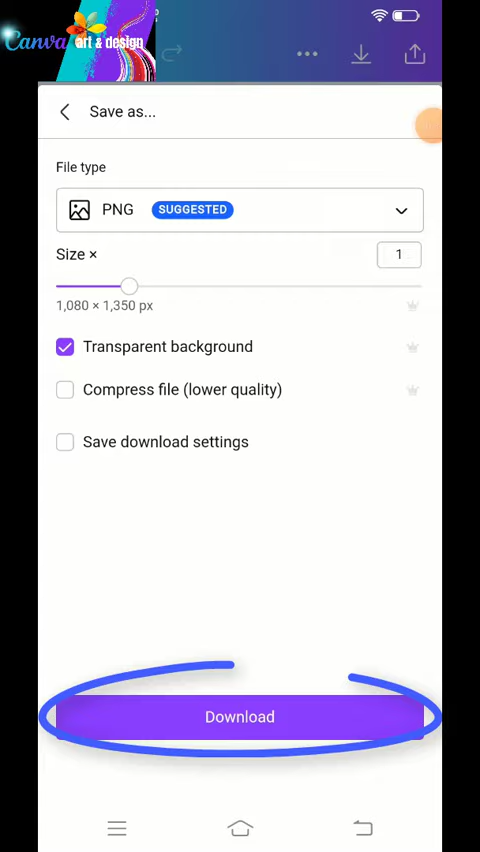 Canva art & design
Save as...
File type
PNG SUGGESTED
Size × 1
1,080 × 1,350 px
Transparent background
Compress file (lower quality)
Save download settings
Download